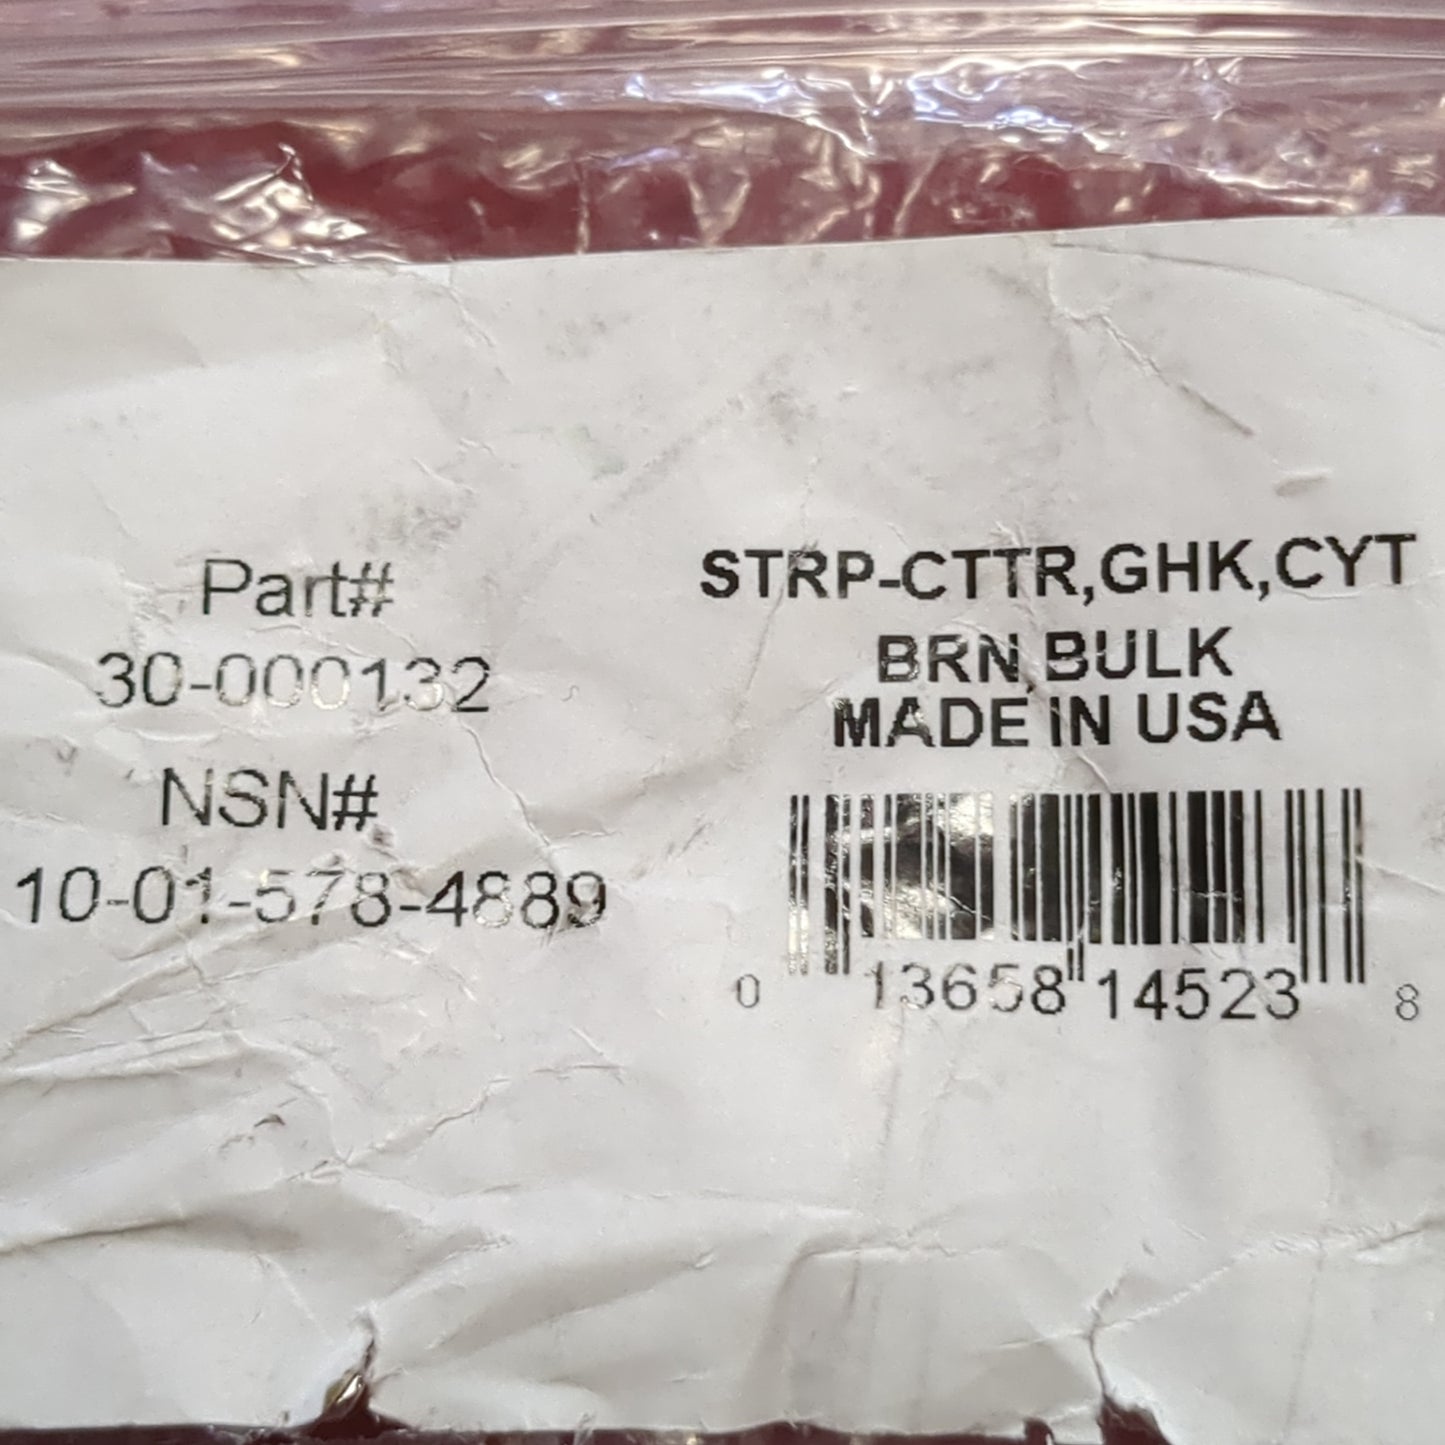 Part#
30-000132
NSN#
10-01-578-4889
STRP-CTTR,GHK,CYT
BRN,BULK
MADE IN USA
0 13658 14523 8